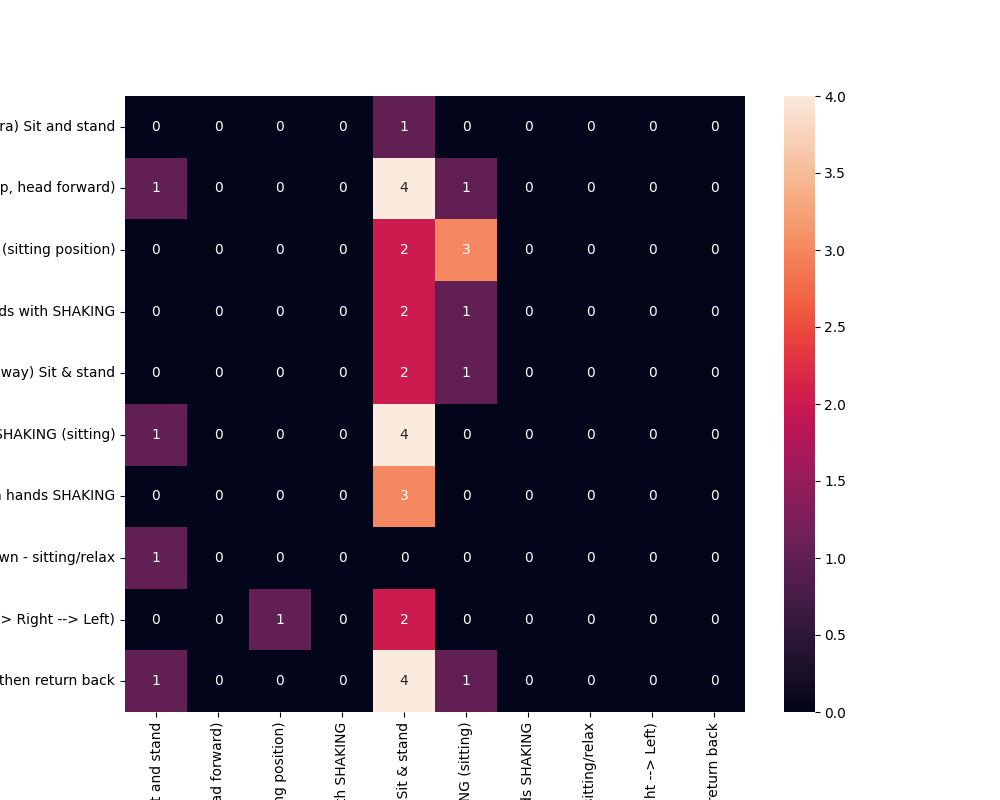 4.0
ra) Sit and stand 0 0 0 0 1 0 0 0 0 0
3.5
p, head forward) 1 0 0 0 4 1 0 0 0 0
3.0
(sitting position) 0 0 0 0 2 3 0 0 0 0
ds with SHAKING 0 0 0 0 2 1 0 0 0 0
2.5
way) Sit & stand 0 0 0 0 2 1 0 0 0 0
2.0
SHAKING (sitting) 1 0 0 0 4 0 0 0 0 0
1.5
hands SHAKING 0 0 0 0 3 0 0 0 0 0
1.0
wn - sitting/relax 1 0 0 0 0 0 0 0 0 0
0.5
> Right --> Left) 0 0 1 0 2 0 0 0 0 0
then return back 1 0 0 0 4 1 0 0 0 0
0.0
t and stand
ad forward)
ng position)
th SHAKING
Sit & stand
NG (sitting)
ds SHAKING
sitting/relax
ht --> Left)
return back